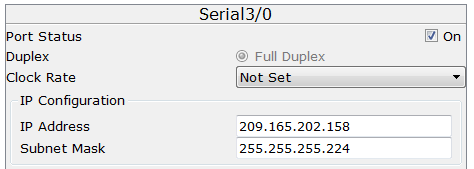 Serial3/0
Port Status On
Duplex Full Duplex
Clock Rate Not Set
IP Configuration
IP Address 209.165.202.158
Subnet Mask 255.255.255.224